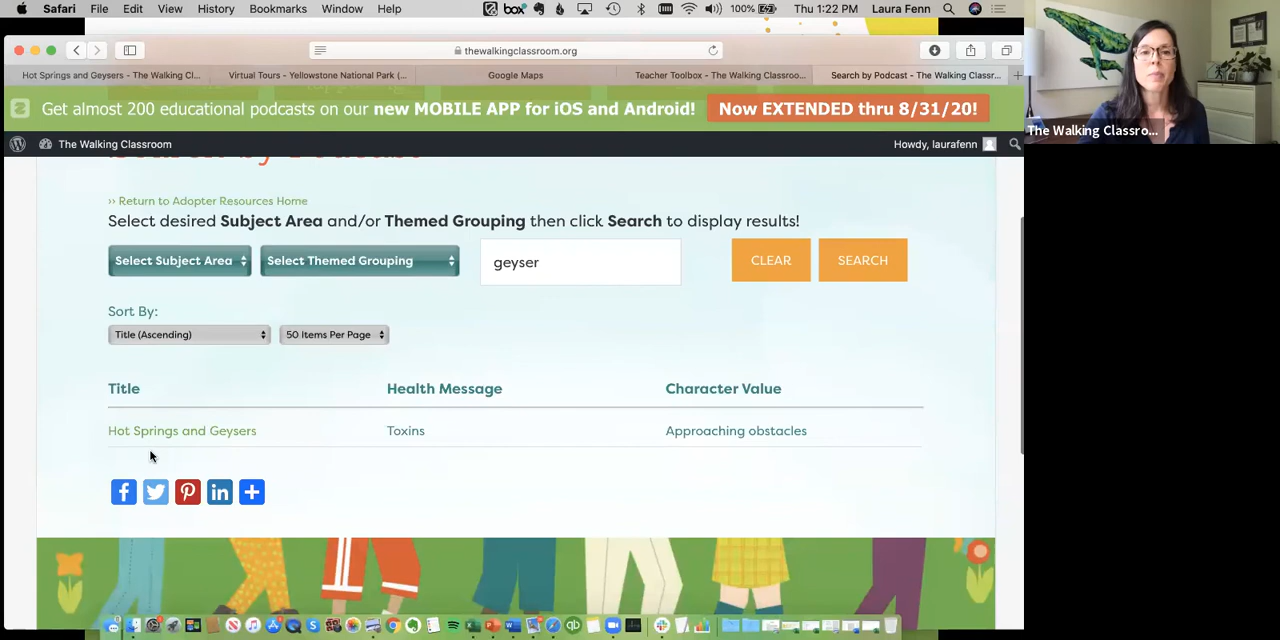 Safari File Edit View History Bookmarks Window Help box 100% Thu 1:22 PM Laura Fenn
thewalkingclassroom.org
Hot Springs and Geysers - The Walking Cl... Virtual Tours - Yellowstone National Park (... Google Maps Teacher Toolbox - The Walking Classroo... Search by Podcast - The Walking Classr...
Get almost 200 educational podcasts on our new MOBILE APP for iOS and Android! Now EXTENDED thru 8/31/20!
The Walking Classroom Howdy, laurafenn
The Walking Classro...
›› Return to Adopter Resources Home
Select desired Subject Area and/or Themed Grouping then click Search to display results!
Select Subject Area Select Themed Grouping geyser CLEAR SEARCH
Sort By:
Title (Ascending) 50 Items Per Page
Title Health Message Character Value
Hot Springs and Geysers Toxins Approaching obstacles